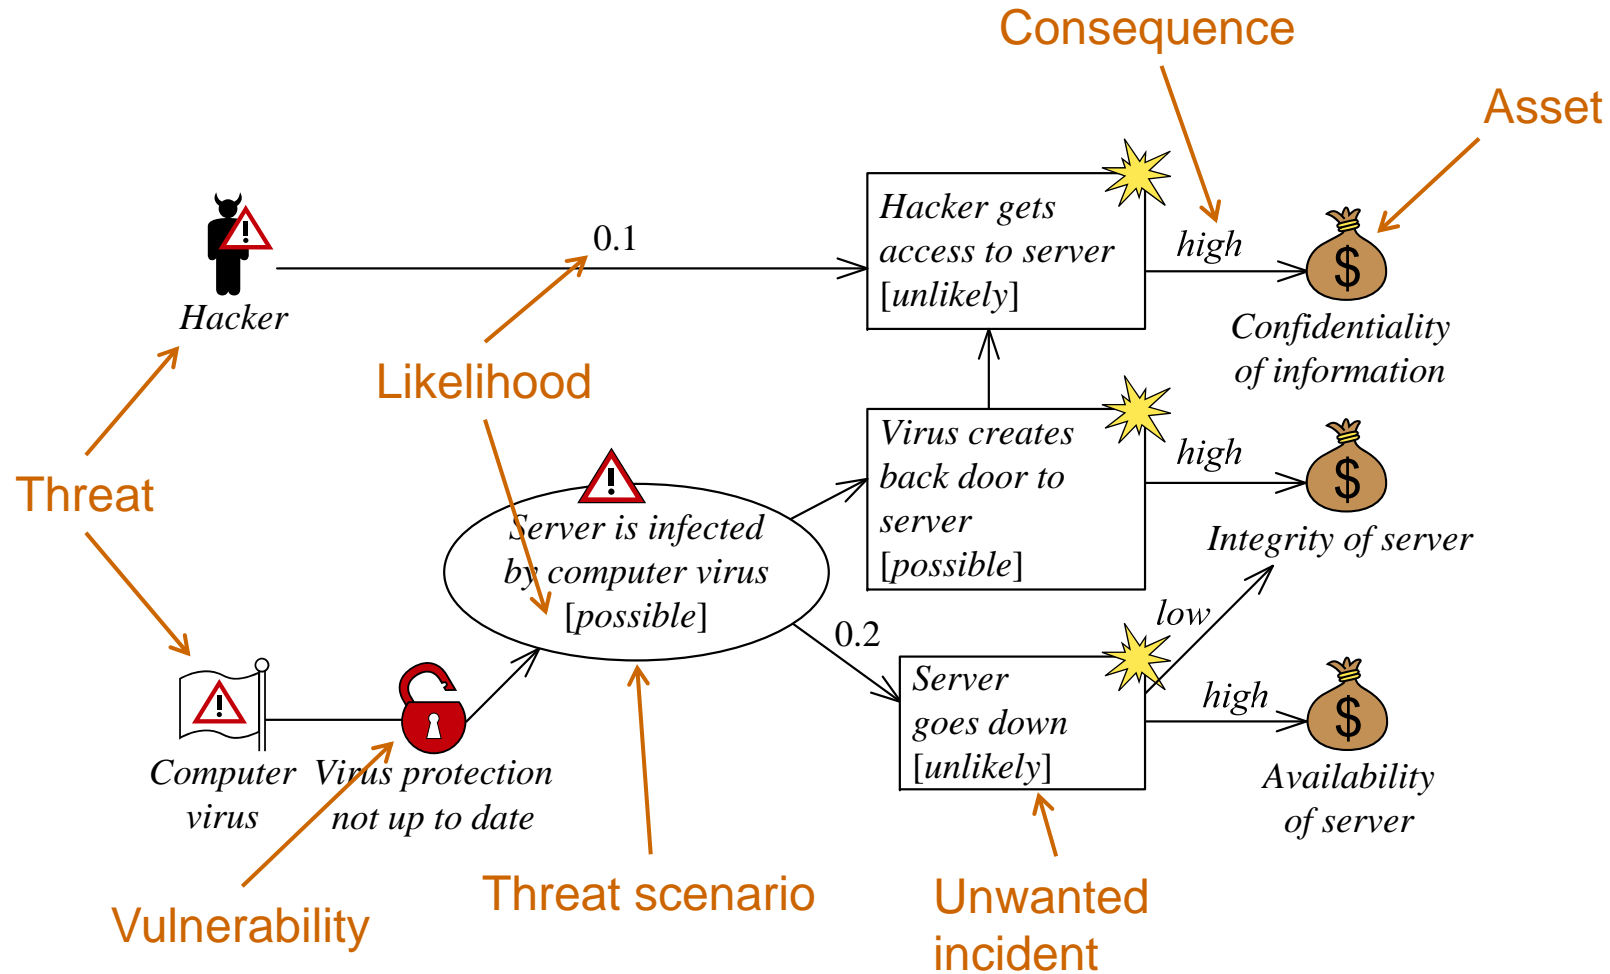 Consequence
Asset
Hacker gets
access to server
[unlikely]
0.1
high
$
Hacker
Confidentiality
of information
Likelihood
Virus creates
back door to
server
[possible]
high
$
Threat
Server is infected
by computer virus
[possible]
Integrity of server
low
0.2
Server
goes down
[unlikely]
high
$
Computer
virus
Virus protection
not up to date
Availability
of server
Threat scenario
Unwanted
incident
Vulnerability